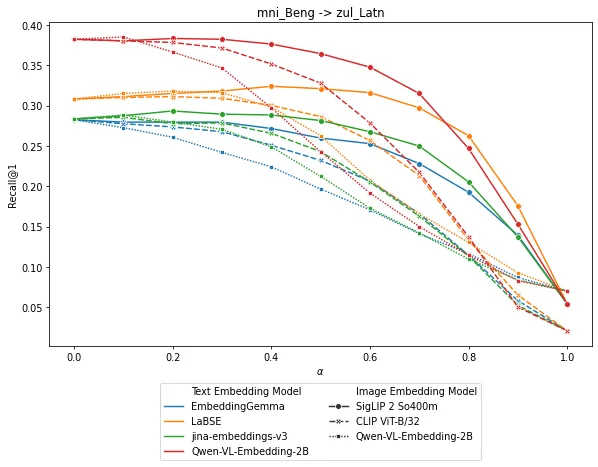 mni_Beng -> zul_Latn
Recall@1
0.40
0.35
0.30
0.25
0.20
0.15
0.10
0.05
0.0 0.2 0.4 0.6 0.8 1.0
α
Text Embedding Model
EmbeddingGemma
LaBSE
jina-embeddings-v3
Qwen-VL-Embedding-2B
Image Embedding Model
SigLIP 2 So400m
CLIP ViT-B/32
Qwen-VL-Embedding-2B